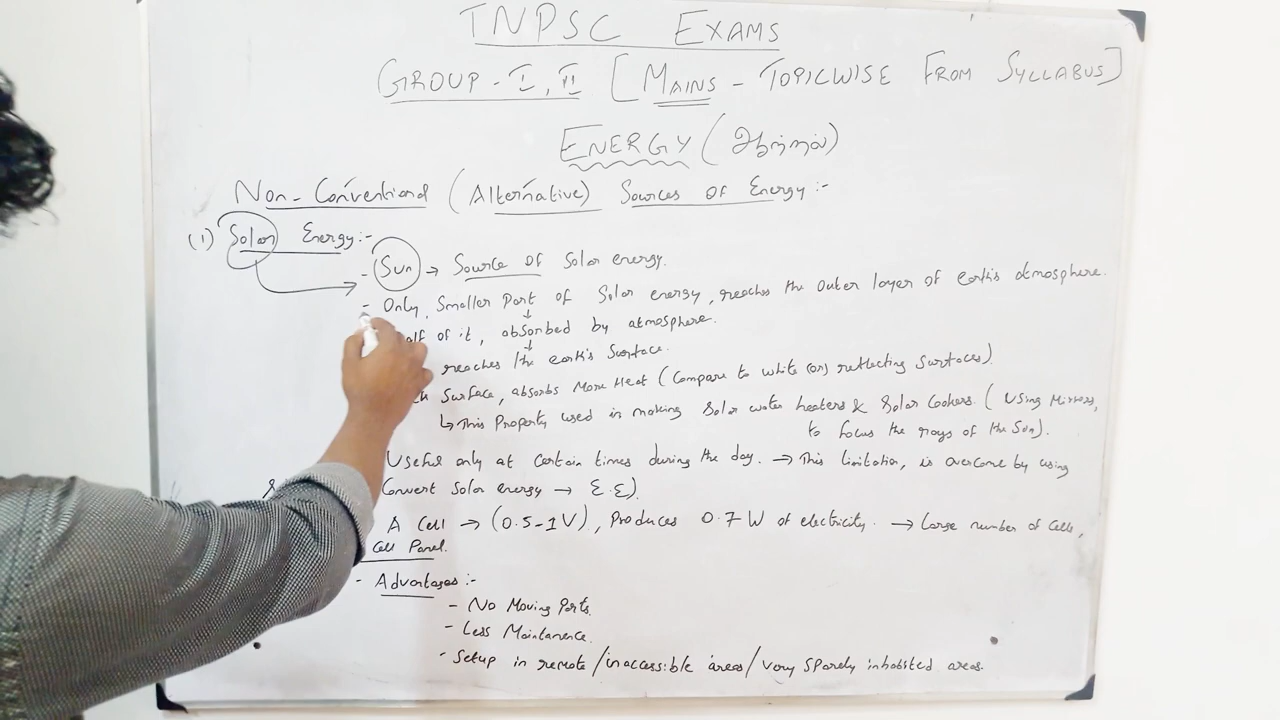 TNPSC EXAMS
GROUP - I, II [MAINS - TOPICWISE FROM SYLLABUS]
ENERGY (ஆற்றல்)
Non-Conventional (Alternative) Sources of Energy:-
(1) Solar Energy:-
- Sun → Source of Solar energy.
- Only, Smaller Part of Solar energy, reaches the outer layer of earth's atmosphere.
of it, absorbed by atmosphere.
reaches the earth's Surface.
Surface, absorbs More Heat (Compare to white (or) reflecting Surfaces)
↳ This Property used in making Solar water heaters & Solar Cookers. (Using Mirrors,
to focus the rays of the Sun).
Useful only at Certain times during the day. → This limitation, is overcome by using
Convert Solar energy → E.E).
A Cell → (0.5-1V), Produces 0.7 W of electricity. → Large number of Cells,
Cell Panel.
- Advantages:-
- No Moving Parts.
- Less Maintanence.
- Setup in remote/inaccessible areas/very Sparely inhabited areas.